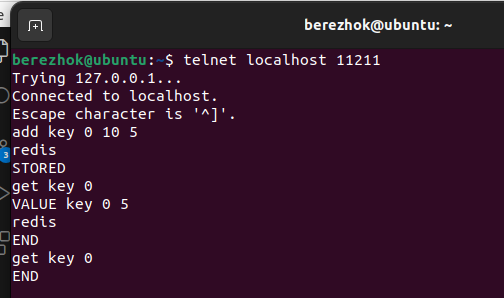 berezhok@ubuntu: ~
berezhok@ubuntu:~$ telnet localhost 11211
Trying 127.0.0.1...
Connected to localhost.
Escape character is '^]'.
add key 0 10 5
redis
STORED
get key 0
VALUE key 0 5
redis
END
get key 0
END
3